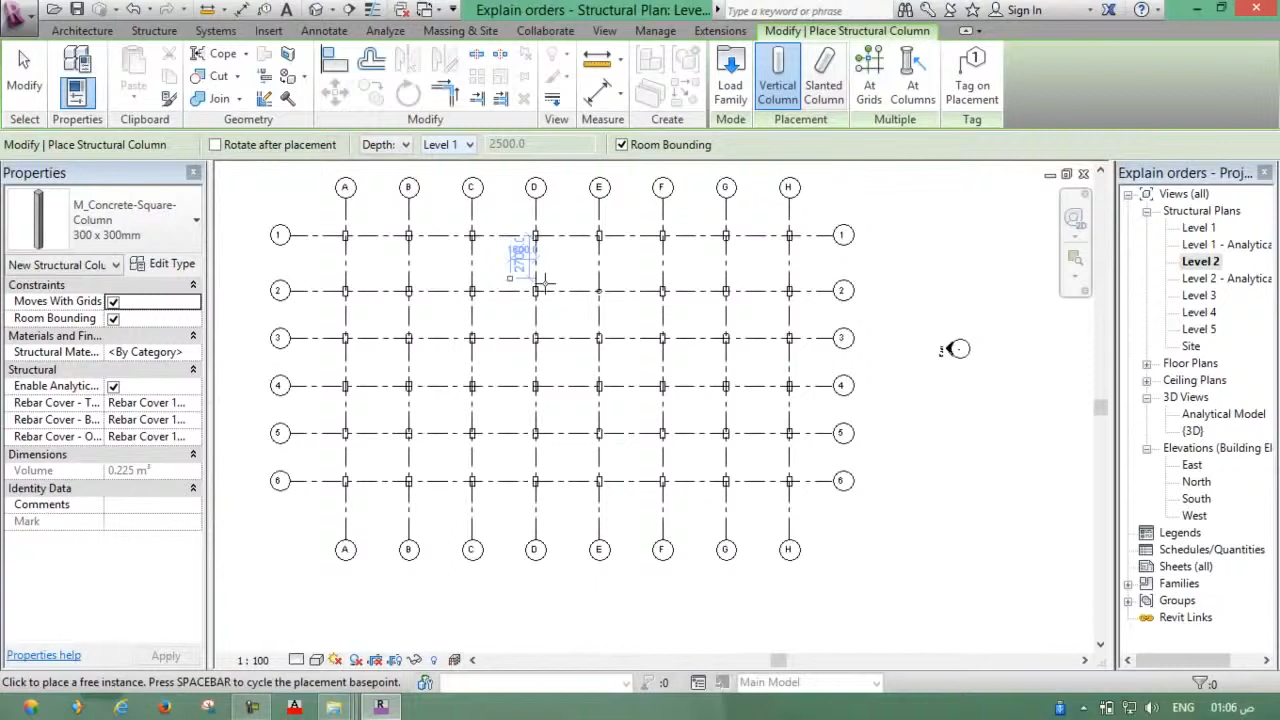 Explain orders - Structural Plan: Leve...
Type a keyword or phrase
Sign In
Architecture Structure Systems Insert Annotate Analyze Massing & Site Collaborate View Manage Extensions Modify | Place Structural Column
Modify
Paste
Cope
Cut
Join
Load Family
Vertical Column
Slanted Column
At Grids
At Columns
Tag on Placement
Select Properties Clipboard Geometry Modify View Measure Create Mode Placement Multiple Tag
Modify | Place Structural Column
Rotate after placement
Depth:
Level 1
2500.0
Room Bounding
Properties
M_Concrete-Square-Column
300 x 300mm
New Structural Colu
Edit Type
Constraints
Moves With Grids
Room Bounding
Materials and Fin...
Structural Mate... <By Category>
Structural
Enable Analytic...
Rebar Cover - T... Rebar Cover 1...
Rebar Cover - B... Rebar Cover 1...
Rebar Cover - O... Rebar Cover 1...
Dimensions
Volume 0.225 m³
Identity Data
Comments
Mark
Properties help
Apply
A B C D E F G H
1 1
2 2
3 3
4 4
5 5
6 6
A B C D E F G H
1 : 100
Explain orders - Proj...
Views (all)
Structural Plans
Level 1
Level 1 - Analytica
Level 2
Level 2 - Analytica
Level 3
Level 4
Level 5
Site
Floor Plans
Ceiling Plans
3D Views
Analytical Model
{3D}
Elevations (Building El
East
North
South
West
Legends
Schedules/Quantities
Sheets (all)
Families
Groups
Revit Links
Click to place a free instance. Press SPACEBAR to cycle the placement basepoint.
:0
Main Model
:0
ENG
01:06 ص